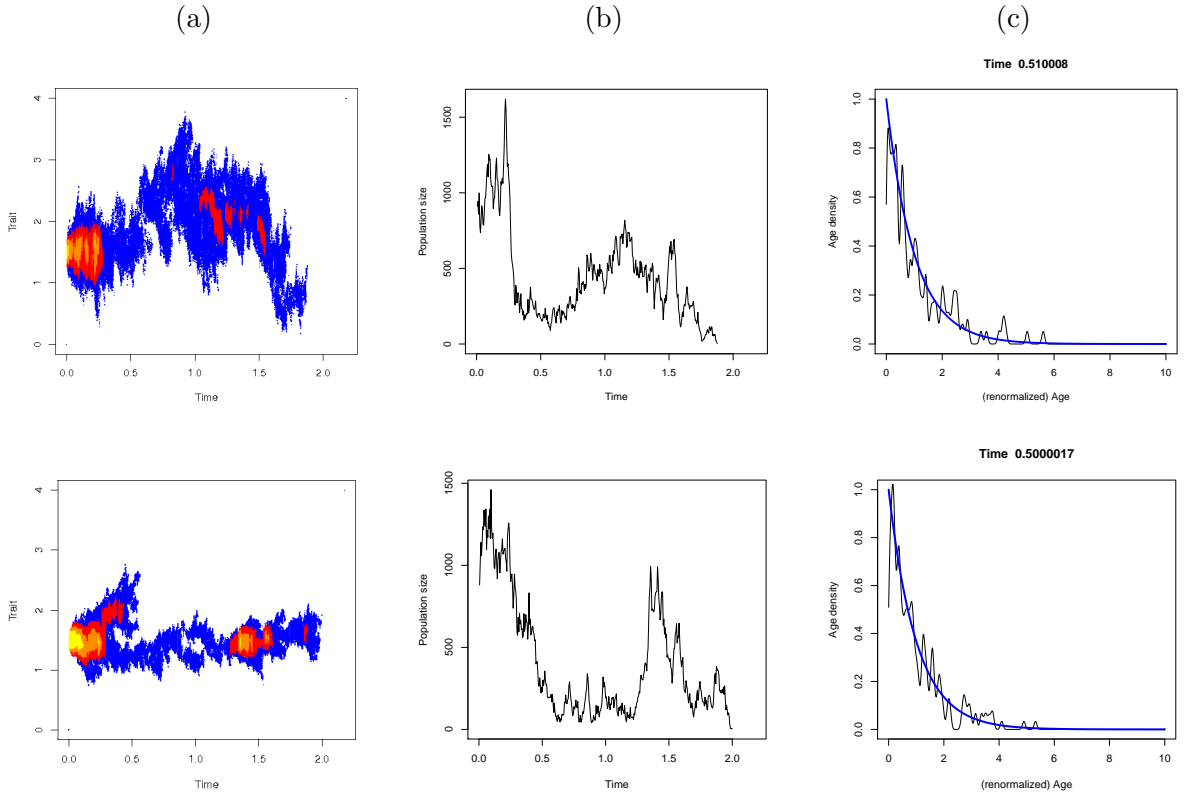 (a) (b) (c)
Time 0.510008
Trait
0 1 2 3 4
0.0 0.5 1.0 1.5 2.0
Time
Population size
0 500 1000 1500
0.0 0.5 1.0 1.5 2.0
Time
Age density
0.0 0.2 0.4 0.6 0.8 1.0
0 2 4 6 8 10
(renormalized) Age
Time 0.5000017
Trait
0 1 2 3 4
0.0 0.5 1.0 1.5 2.0
Time
Population size
0 500 1000 1500
0.0 0.5 1.0 1.5 2.0
Time
Age density
0.0 0.2 0.4 0.6 0.8 1.0
0 2 4 6 8 10
(renormalized) Age